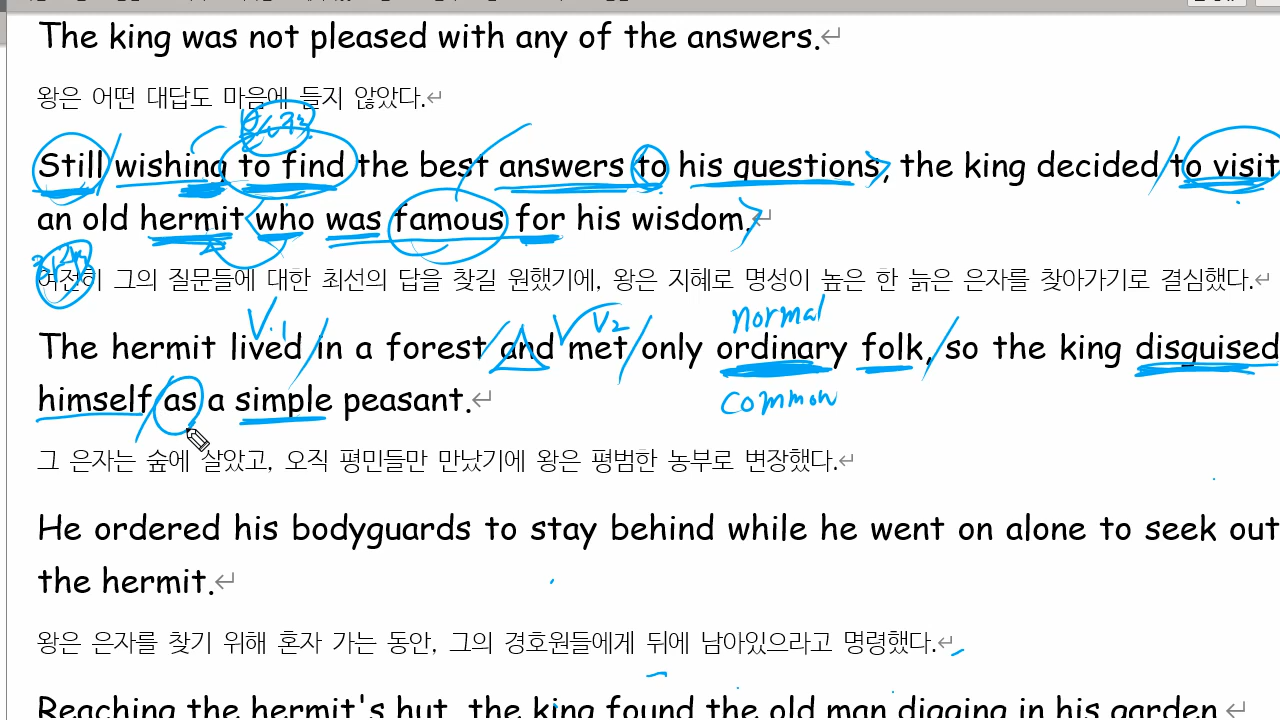 The king was not pleased with any of the answers.
왕은 어떤 대답도 마음에 들지 않았다.
Still wishing to find the best answers to his questions, the king decided to visit
an old hermit who was famous for his wisdom.
여전히 그의 질문들에 대한 최선의 답을 찾길 원했기에, 왕은 지혜로 명성이 높은 한 늙은 은자를 찾아가기로 결심했다.
V.1 V2 normal
The hermit lived in a forest and met only ordinary folk, so the king disguised
himself as a simple peasant.
common
그 은자는 숲에 살았고, 오직 평민들만 만났기에 왕은 평범한 농부로 변장했다.
He ordered his bodyguards to stay behind while he went on alone to seek out
the hermit.
왕은 은자를 찾기 위해 혼자 가는 동안, 그의 경호원들에게 뒤에 남아있으라고 명령했다.
Reaching the hermit's hut, the king found the old man digging in his garden